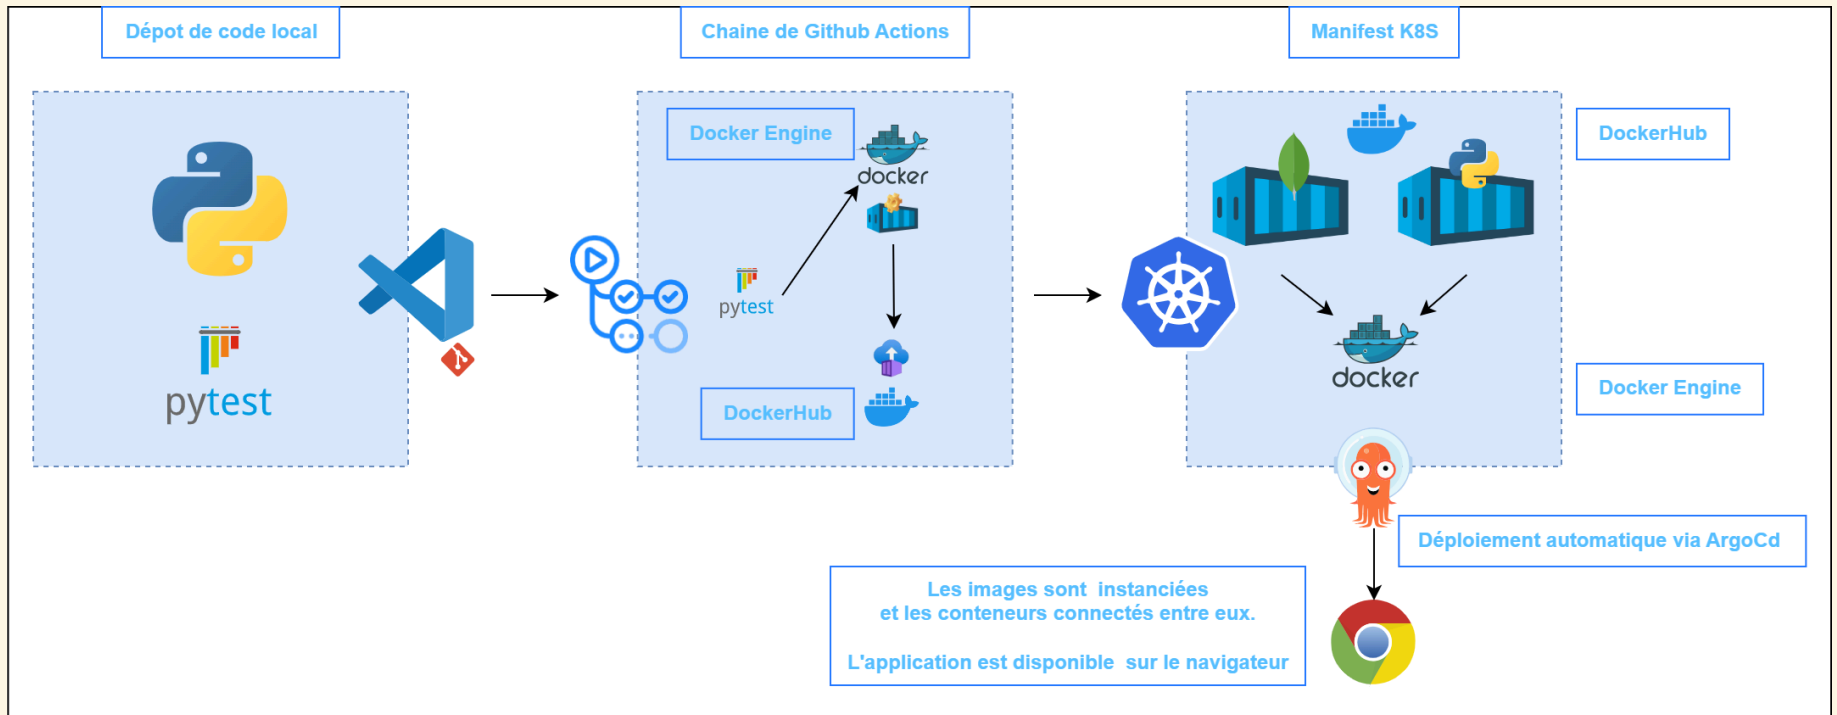 Dépot de code local
Chaine de Github Actions
Manifest K8S
pytest
Docker Engine
docker
pytest
DockerHub
DockerHub
docker
Docker Engine
Déploiement automatique via ArgoCd
Les images sont instanciées
et les conteneurs connectés entre eux.
L'application est disponible sur le navigateur